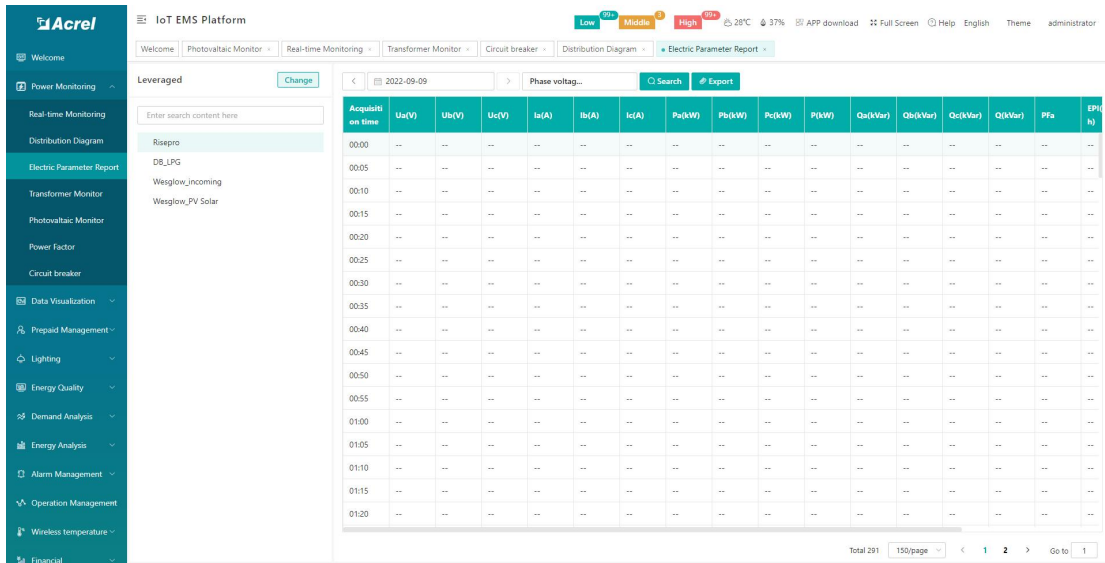 Acrel
IoT EMS Platform
Low 99+ Middle 3 High 99+ 28℃ 37% APP download Full Screen Help English Theme administrator
Welcome Photovoltaic Monitor × Real-time Monitoring × Transformer Monitor × Circuit breaker × Distribution Diagram × Electric Parameter Report ×
Welcome
Power Monitoring
Real-time Monitoring
Distribution Diagram
Electric Parameter Report
Transformer Monitor
Photovaltaic Monitor
Power Factor
Circuit breaker
Data Visualization
Prepaid Management
Lighting
Energy Quality
Demand Analysis
Energy Analysis
Alarm Management
Operation Management
Wireless temperature
Financial
Leveraged Change
Enter search content here
Risepro
DB_LPG
Wesglow_incoming
Wesglow_PV Solar
< 2022-09-09 > Phase voltag... Search Export
Acquisiti
on time Ua(V) Ub(V) Uc(V) Ia(A) Ib(A) Ic(A) Pa(kW) Pb(kW) Pc(kW) P(kW) Qa(kVar) Qb(kVar) Qc(kVar) Q(kVar) PFa EPI(
h)
00:00 -- -- -- -- -- -- -- -- -- -- -- -- -- -- -- --
00:05 -- -- -- -- -- -- -- -- -- -- -- -- -- -- -- --
00:10 -- -- -- -- -- -- -- -- -- -- -- -- -- -- -- --
00:15 -- -- -- -- -- -- -- -- -- -- -- -- -- -- -- --
00:20 -- -- -- -- -- -- -- -- -- -- -- -- -- -- -- --
00:25 -- -- -- -- -- -- -- -- -- -- -- -- -- -- -- --
00:30 -- -- -- -- -- -- -- -- -- -- -- -- -- -- -- --
00:35 -- -- -- -- -- -- -- -- -- -- -- -- -- -- -- --
00:40 -- -- -- -- -- -- -- -- -- -- -- -- -- -- -- --
00:45 -- -- -- -- -- -- -- -- -- -- -- -- -- -- -- --
00:50 -- -- -- -- -- -- -- -- -- -- -- -- -- -- -- --
00:55 -- -- -- -- -- -- -- -- -- -- -- -- -- -- -- --
01:00 -- -- -- -- -- -- -- -- -- -- -- -- -- -- -- --
01:05 -- -- -- -- -- -- -- -- -- -- -- -- -- -- -- --
01:10 -- -- -- -- -- -- -- -- -- -- -- -- -- -- -- --
01:15 -- -- -- -- -- -- -- -- -- -- -- -- -- -- -- --
01:20 -- -- -- -- -- -- -- -- -- -- -- -- -- -- -- --
Total 291 150/page < 1 2 > Go to 1